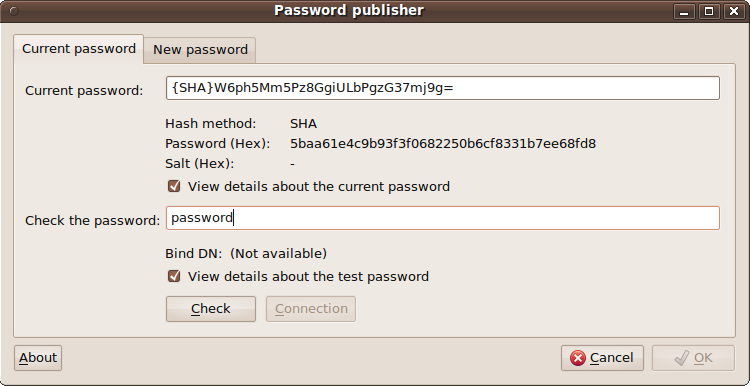 Password publisher
Current password
New password
Current password: {SHA}W6ph5Mm5Pz8GgiULbPgzG37mj9g=
Hash method: SHA
Password (Hex): 5baa61e4c9b93f3f0682250b6cf8331b7ee68fd8
Salt (Hex): -
View details about the current password
Check the password: password
Bind DN: (Not available)
View details about the test password
Check Connection
About Cancel OK